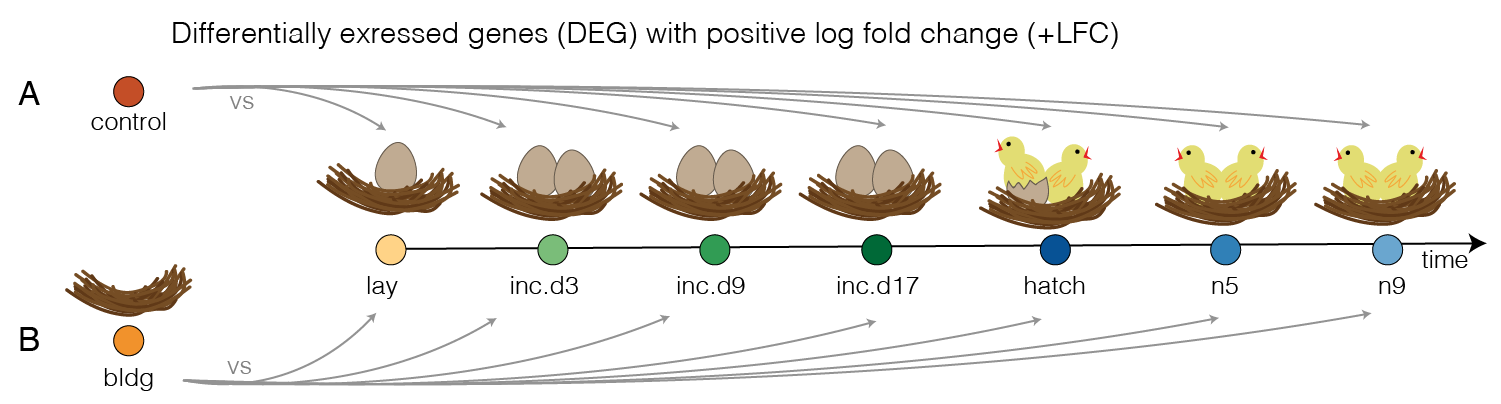 Differentially exressed genes (DEG) with positive log fold change (+LFC)
A
control
vs
lay
inc.d3
inc.d9
inc.d17
hatch
n5
n9
time
B
bldg
vs